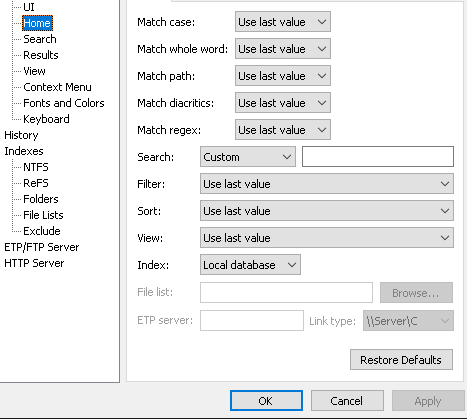 UI
Home
Search
Results
View
Context Menu
Fonts and Colors
Keyboard
History
Indexes
NTFS
ReFS
Folders
File Lists
Exclude
ETP/FTP Server
HTTP Server
Match case: Use last value
Match whole word: Use last value
Match path: Use last value
Match diacritics: Use last value
Match regex: Use last value
Search: Custom
Filter: Use last value
Sort: Use last value
View: Use last value
Index: Local database
File list: Browse...
ETP server: Link type: \\Server\C
Restore Defaults
OK Cancel Apply